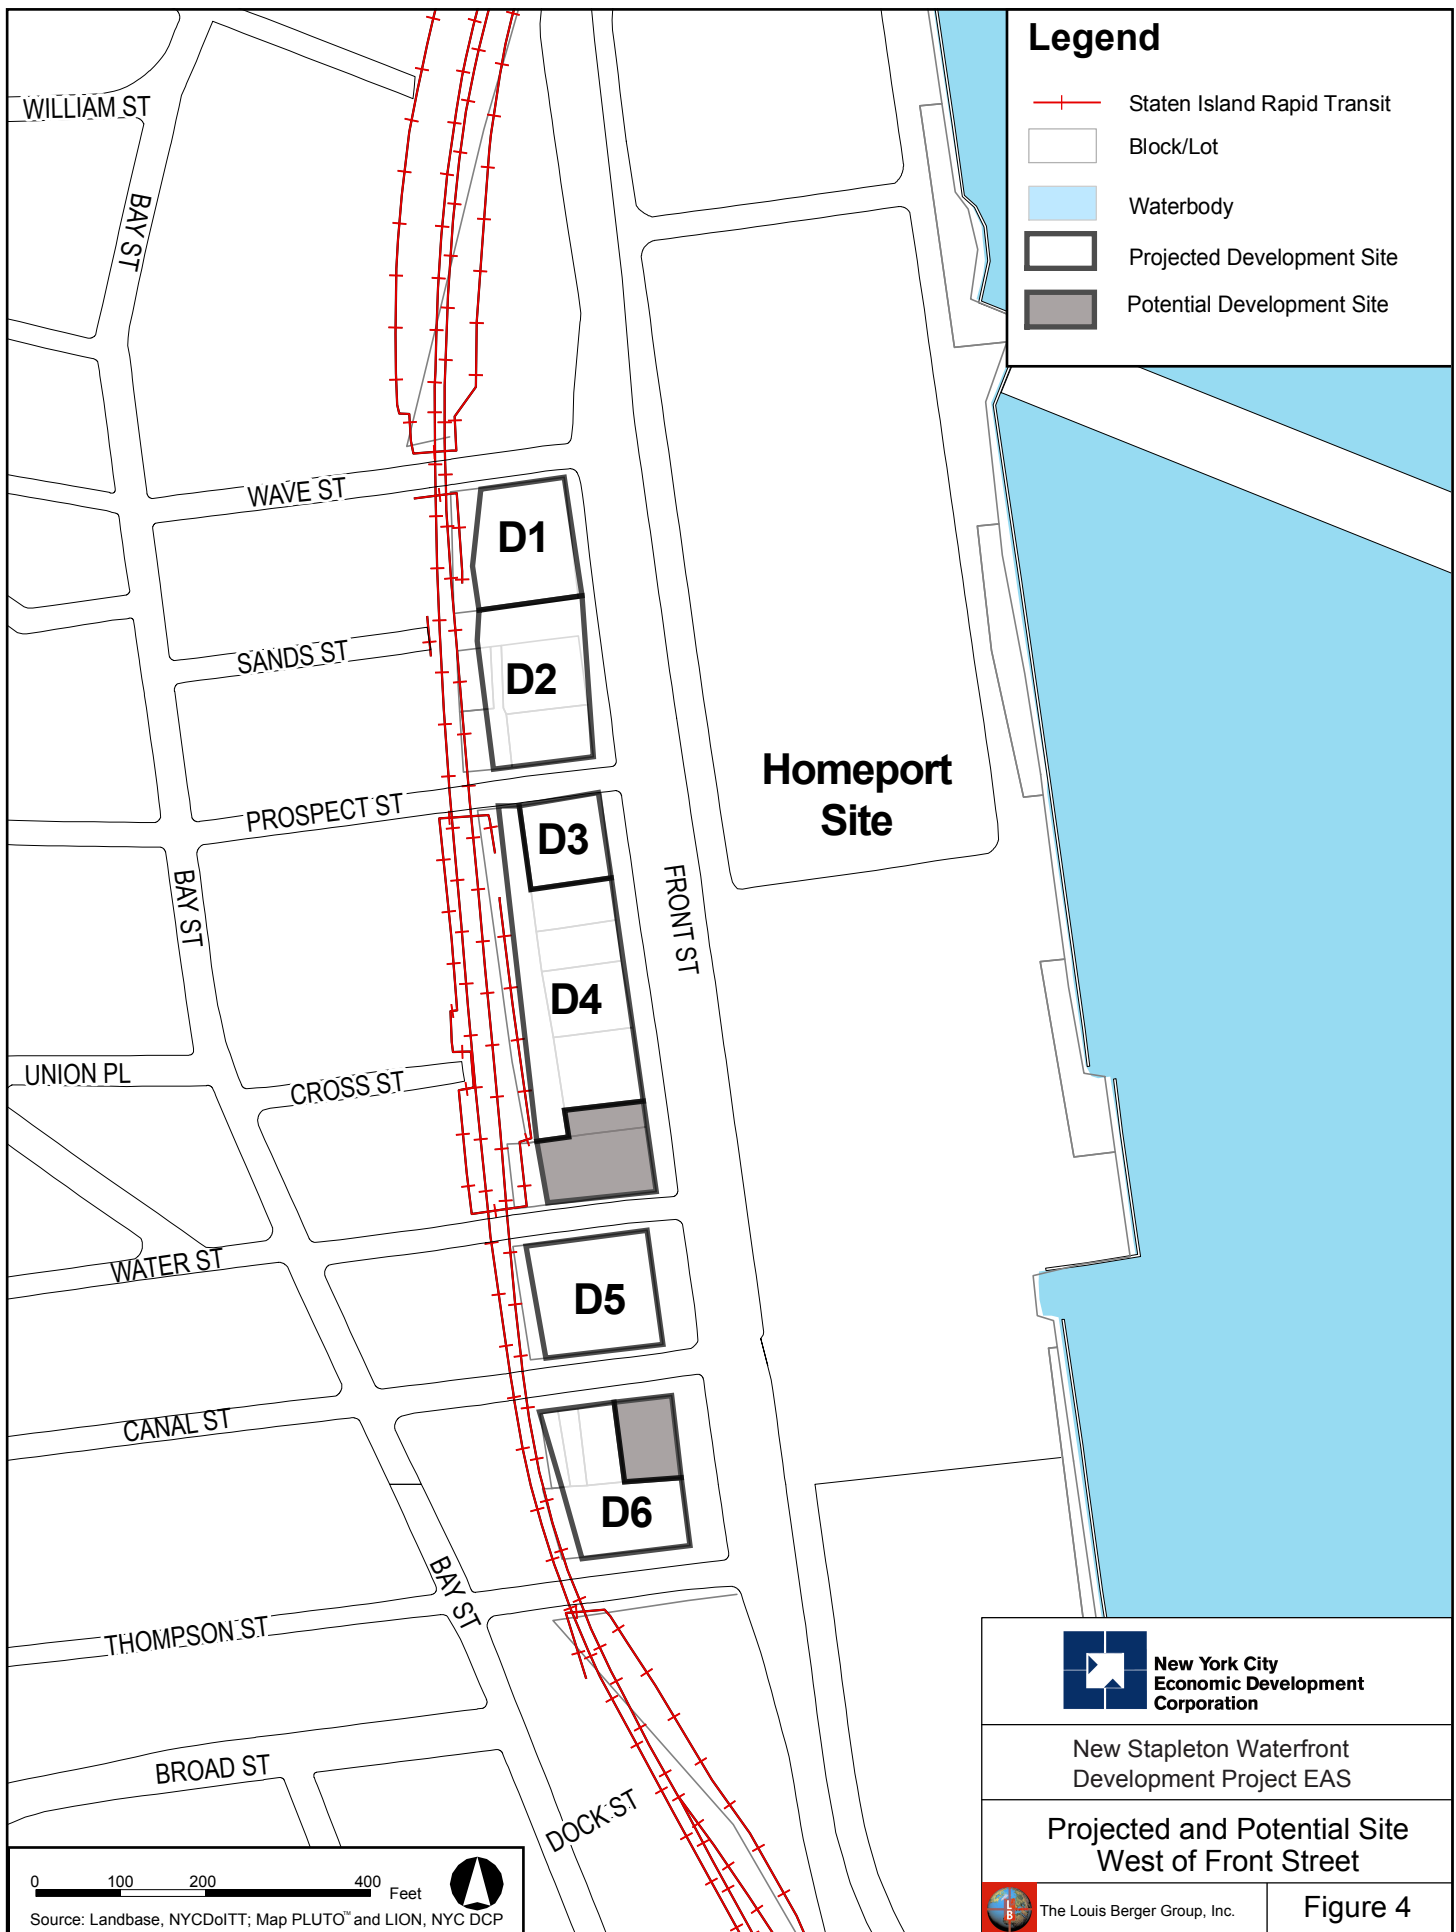 Legend
Staten Island Rapid Transit
Block/Lot
Waterbody
Projected Development Site
Potential Development Site
WILLIAM ST
BAY ST
WAVE ST
D1
SANDS ST
D2
Homeport
Site
PROSPECT ST
D3
BAY ST
FRONT ST
D4
UNION PL
CROSS ST
WATER ST
D5
CANAL ST
D6
BAY ST
THOMPSON ST
BROAD ST
DOCK ST
New York City
Economic Development
Corporation
New Stapleton Waterfront
Development Project EAS
Projected and Potential Site
West of Front Street
LB
The Louis Berger Group, Inc.
Figure 4
0 100 200 400 Feet
Source: Landbase, NYCDoITT; Map PLUTO™ and LION, NYC DCP